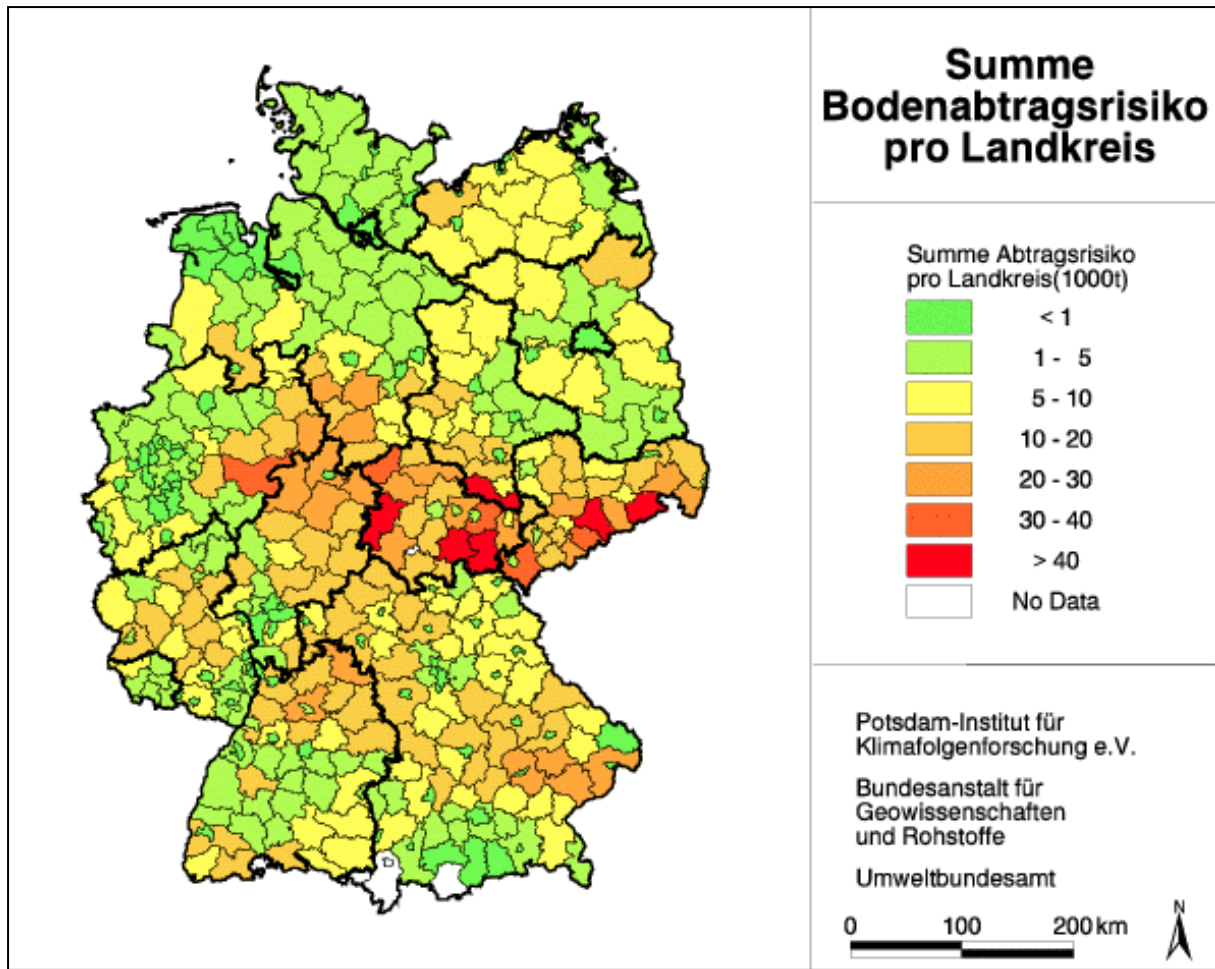 Summe
Bodenabtragsrisiko
pro Landkreis
Summe Abtragsrisiko
pro Landkreis(1000t)
< 1
1 - 5
5 - 10
10 - 20
20 - 30
30 - 40
> 40
No Data
Potsdam-Institut für
Klimafolgenforschung e.V.
Bundesanstalt für
Geowissenschaften
und Rohstoffe
Umweltbundesamt
0 100 200 km
N